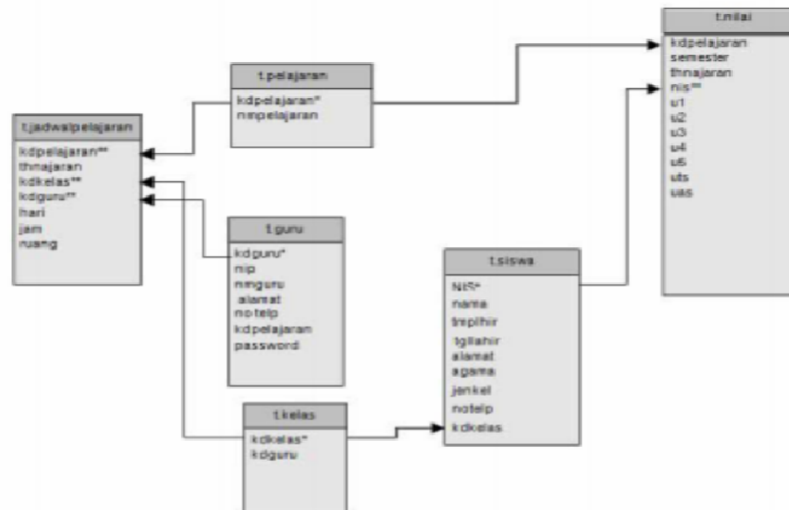 t.nilai
kdpelajaran
semester
thnajaran
nis**
u1
u2
u3
u4
u5
uts
uas
t.pelajaran
kdpelajaran*
nmpelajaran
t.jadwalpelajaran
kdpelajaran**
thnajaran
kdkelas**
kdguru**
hari
jam
ruang
t.guru
kdguru*
nip
nmguru
alamat
notelp
kdpelajaran
password
t.siswa
NIS*
nama
tmplhir
tgllahir
alamat
agama
jenkel
notelp
kdkelas
t.kelas
kdkelas*
kdguru